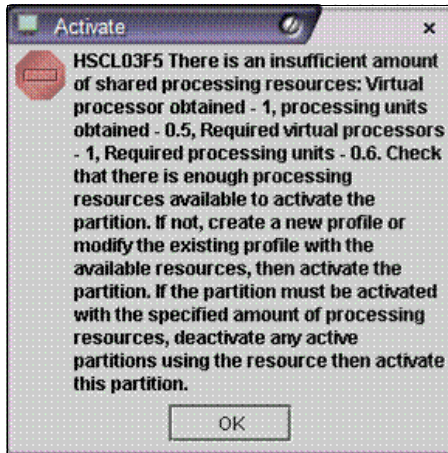 Activate
HSCL03F5 There is an insufficient amount
of shared processing resources: Virtual
processor obtained - 1, processing units
obtained - 0.5, Required virtual processors
- 1, Required processing units - 0.6. Check
that there is enough processing
resources available to activate the
partition. If not, create a new profile or
modify the existing profile with the
available resources, then activate the
partition. If the partition must be activated
with the specified amount of processing
resources, deactivate any active
partitions using the resource then activate
this partition.
OK